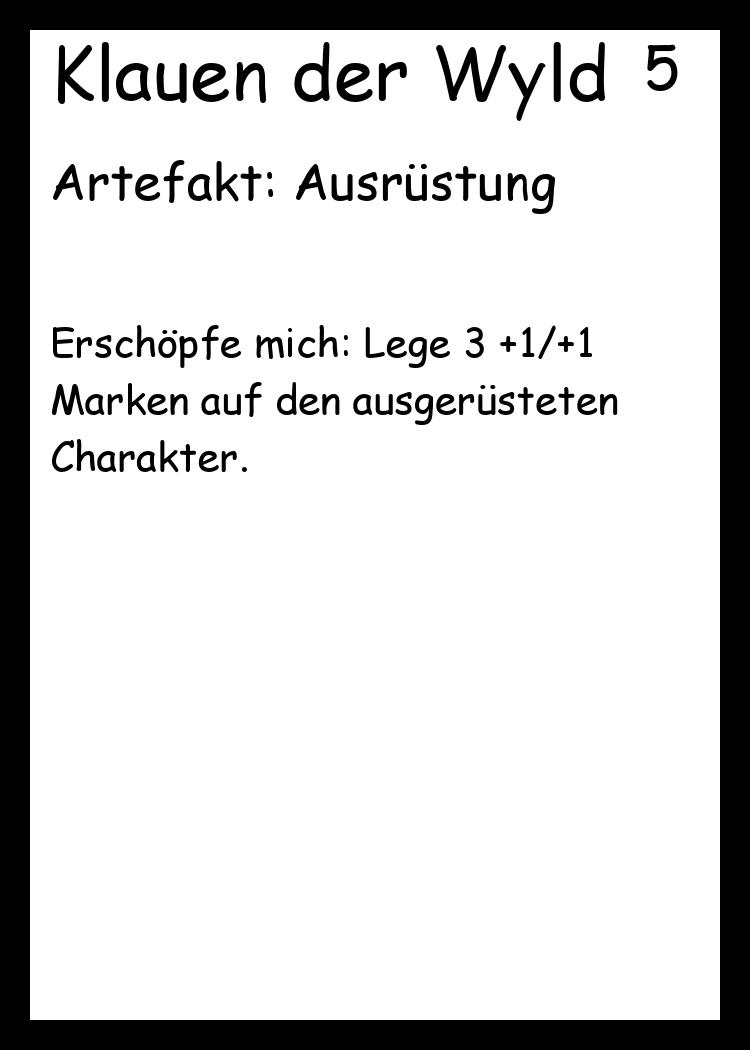 Klauen der Wyld 5
Artefakt: Ausrüstung
Erschöpfe mich: Lege 3 +1/+1
Marken auf den ausgerüsteten
Charakter.